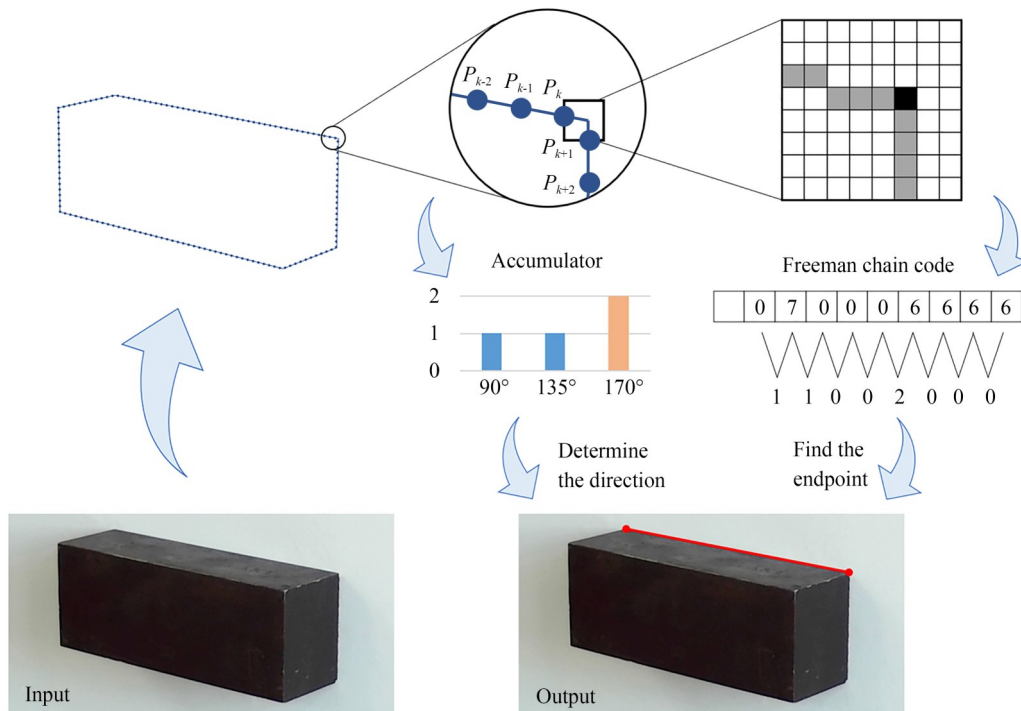 P k-2 P k-1 P k
P k+1
P k+2
Accumulator
2
1
0
90° 135° 170°
Freeman chain code
0 7 0 0 0 6 6 6 6
1 1 0 0 2 0 0 0
Determine
the direction
Find the
endpoint
Input
Output